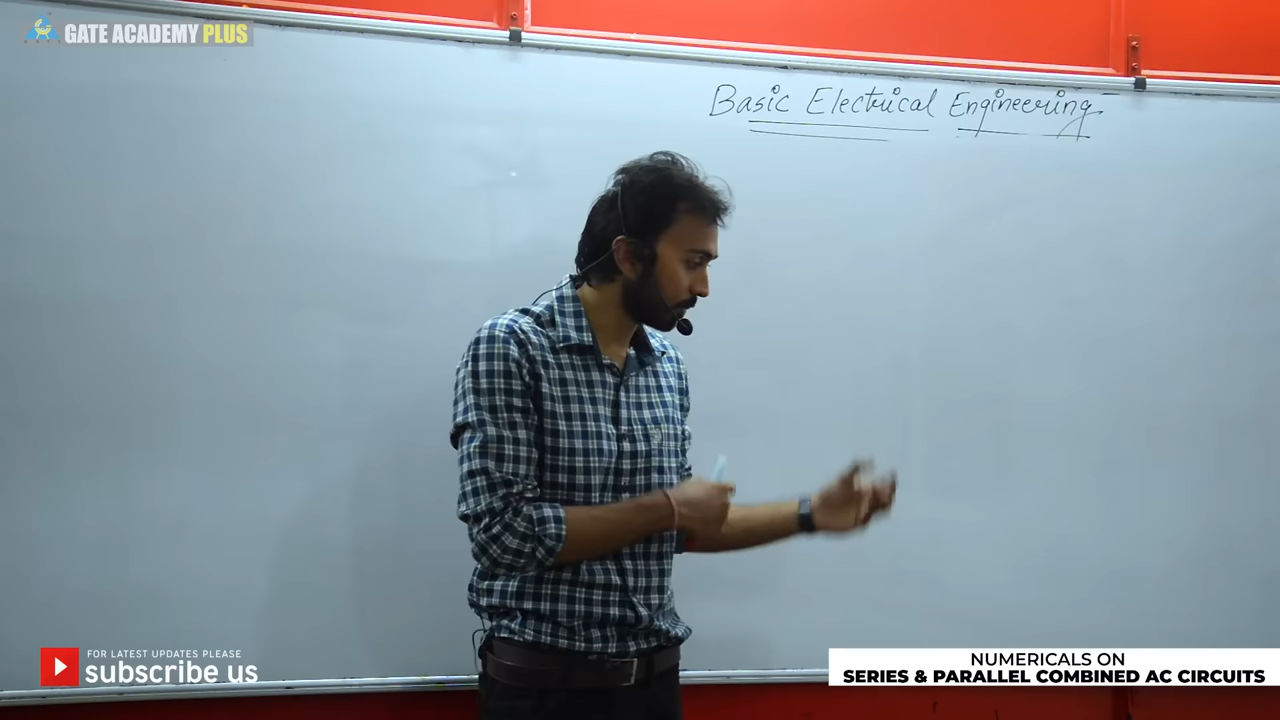 GATE ACADEMY PLUS
Basic Electrical Engineering
FOR LATEST UPDATES PLEASE
subscribe us
NUMERICALS ON
SERIES & PARALLEL COMBINED AC CIRCUITS